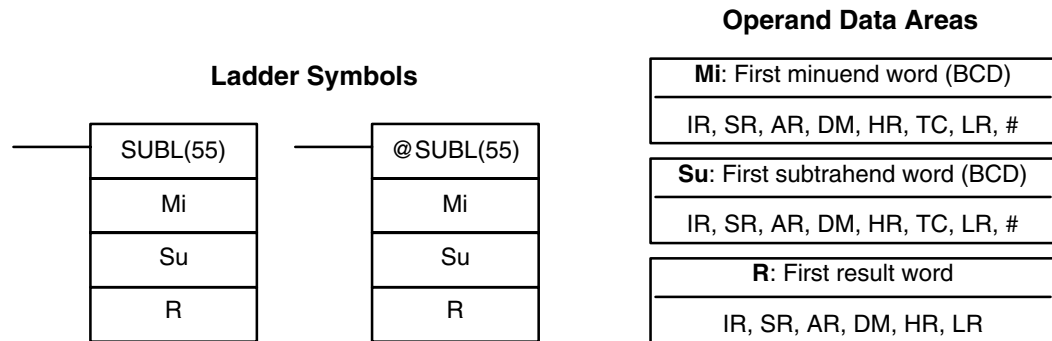 Operand Data Areas
Ladder Symbols
Mi: First minuend word (BCD)
IR, SR, AR, DM, HR, TC, LR, #
SUBL(55)
@SUBL(55)
Su: First subtrahend word (BCD)
Mi
Mi
IR, SR, AR, DM, HR, TC, LR, #
Su
Su
R: First result word
R
R
IR, SR, AR, DM, HR, LR